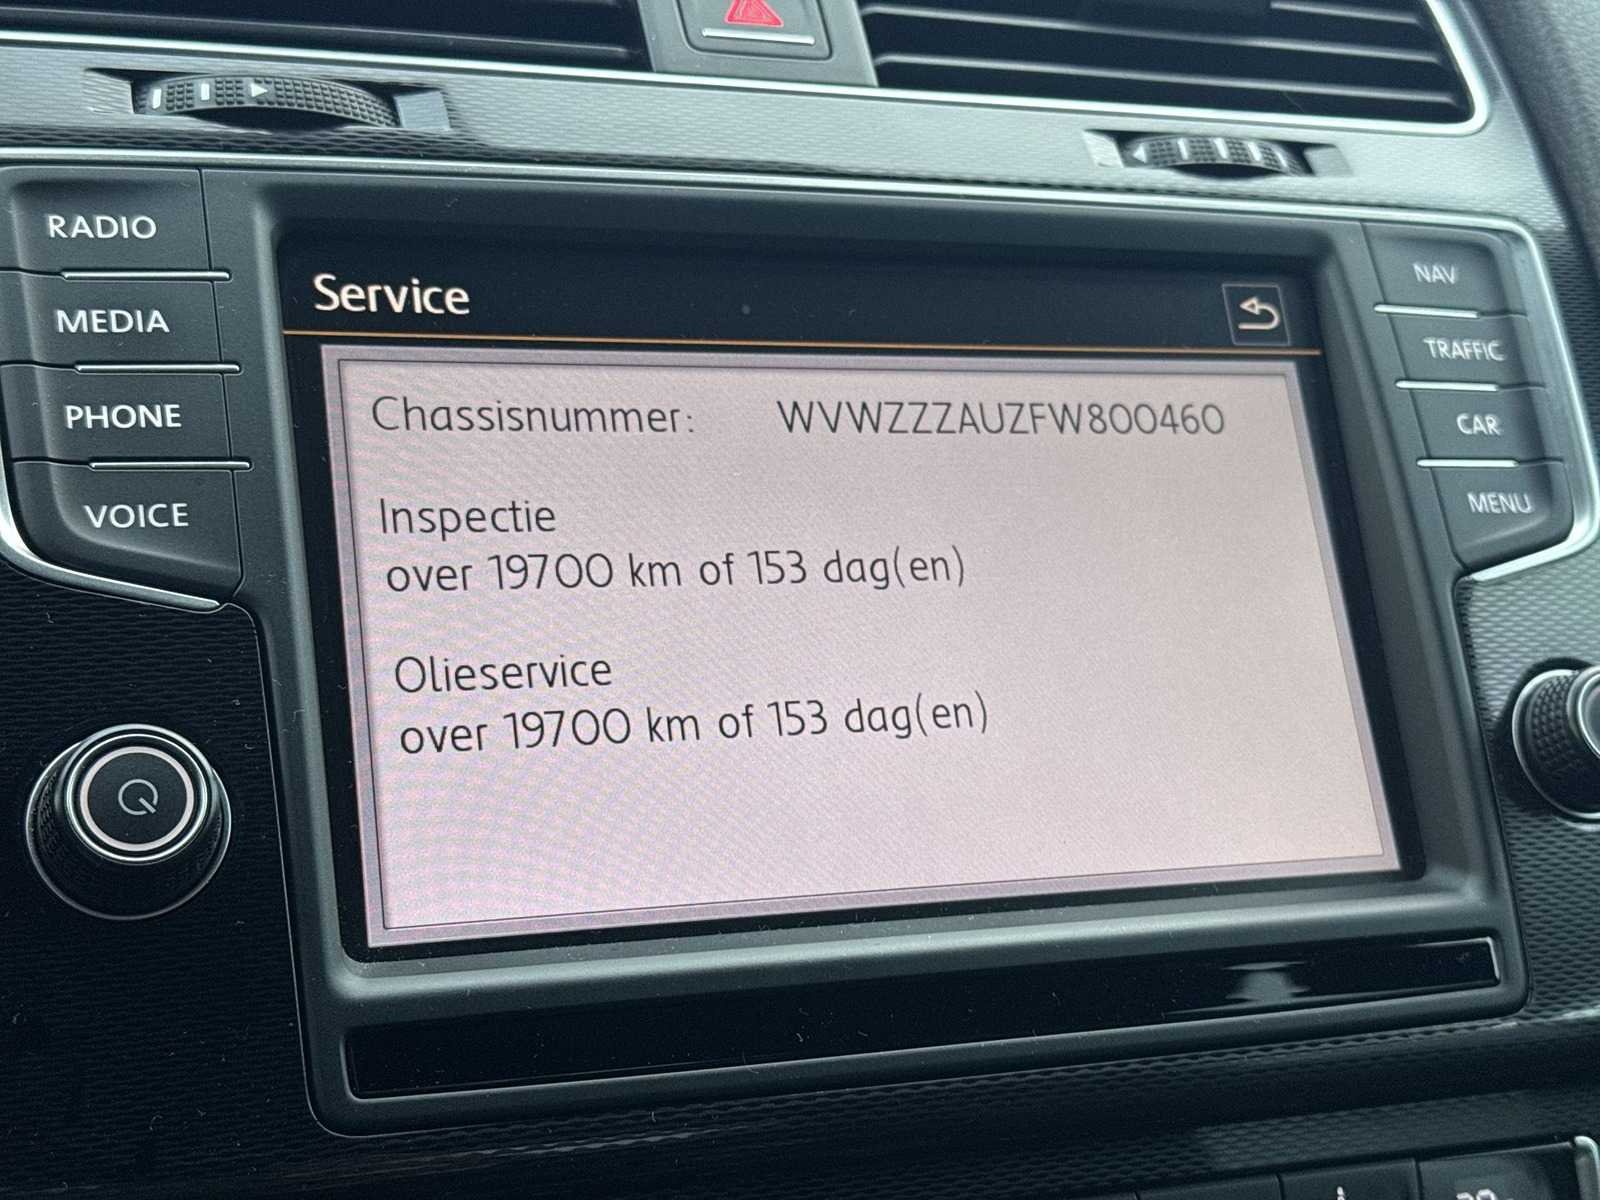 RADIO
MEDIA
PHONE
VOICE
Service
Chassisnummer: WVWZZZAUZFW800460
Inspectie
over 19700 km of 153 dag(en)
Olieservice
over 19700 km of 153 dag(en)
NAV
TRAFFIC
CAR
MENU